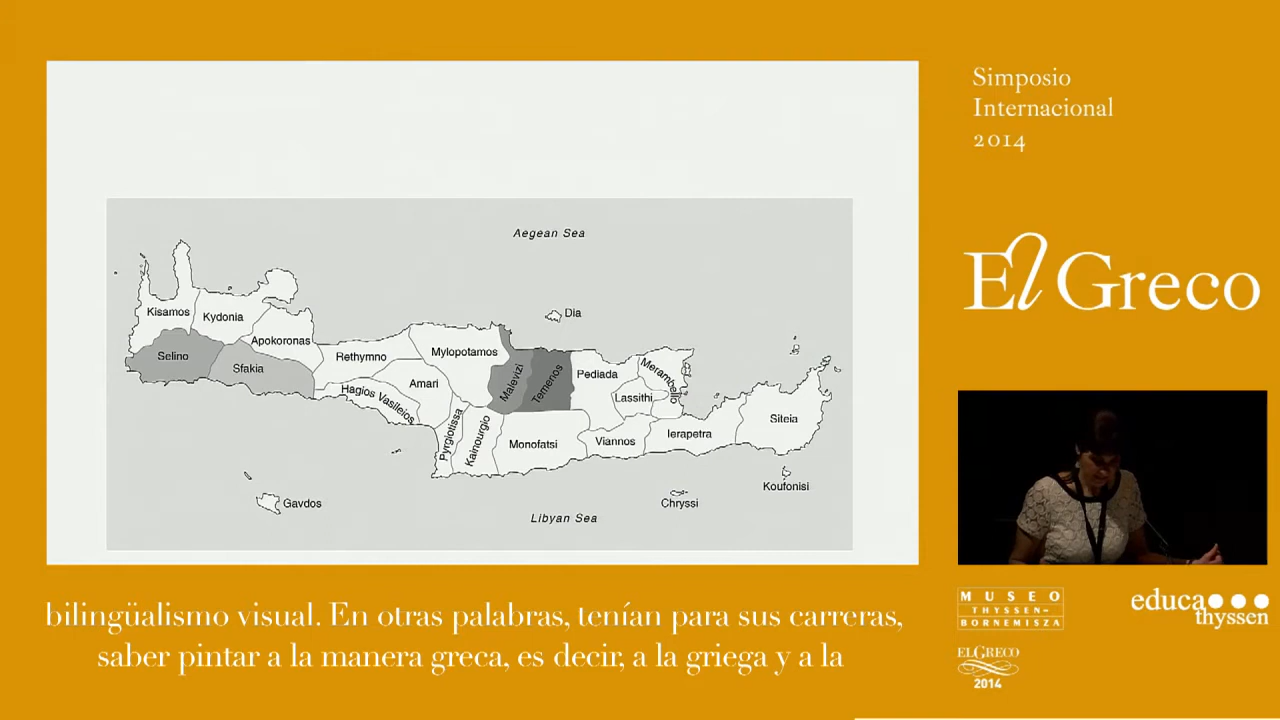 Simposio
Internacional
2014
El Greco
Aegean Sea
Dia
Kisamos
Kydonia
Apokoronas
Selino
Sfakia
Rethymno
Mylopotamos
Malevizi
Temenos
Pediada
Merambello
Lassithi
Amari
Hagios Vasileios
Pyrgiotissa
Kainourgio
Monofatsi
Viannos
Ierapetra
Siteia
Gavdos
Chryssi
Koufonisi
Libyan Sea
bilingüalismo visual. En otras palabras, tenían para sus carreras,
saber pintar a la manera greca, es decir, a la griega y a la
MUSEO
THYSSEN-
BORNEMISZA
educa
thyssen
ELGRECO
2014